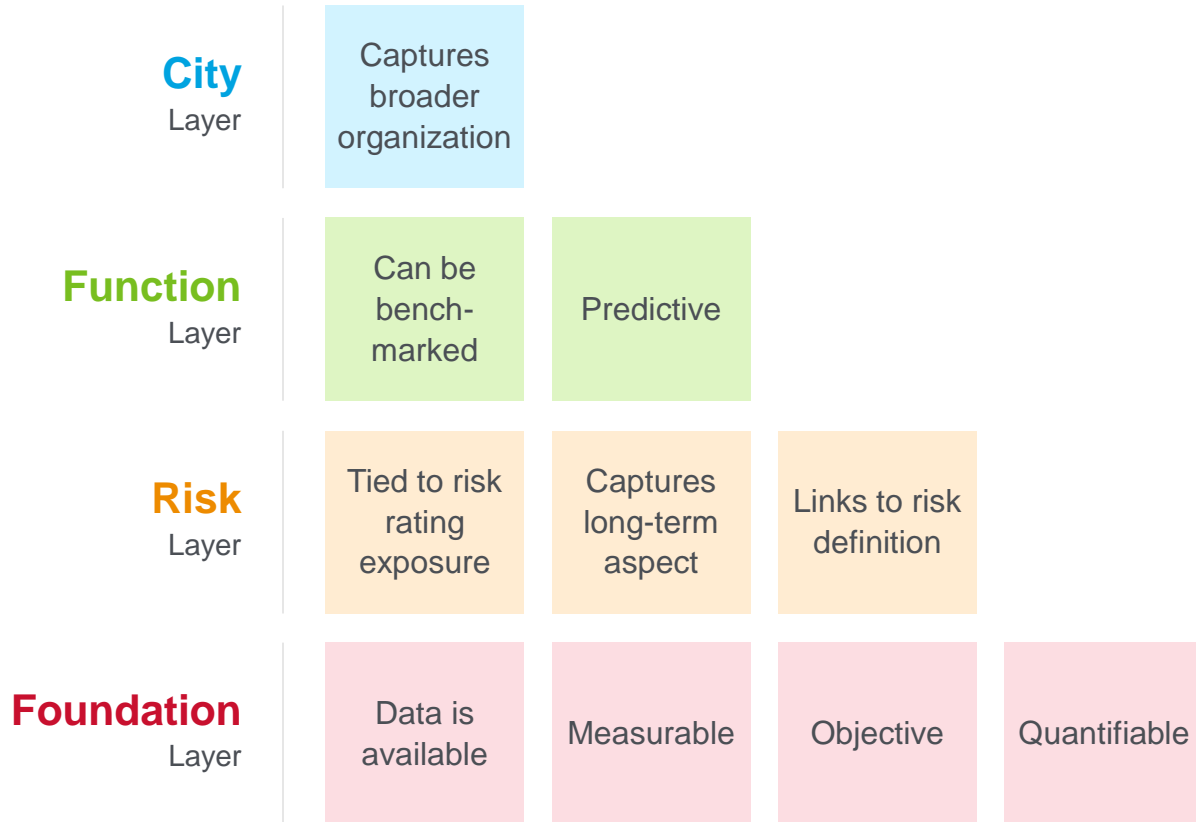 City
Layer
Captures
broader
organization
Function
Layer
Can be
bench-
marked
Predictive
Risk
Layer
Tied to risk
rating
exposure
Captures
long-term
aspect
Links to risk
definition
Foundation
Layer
Data is
available
Measurable
Objective
Quantifiable